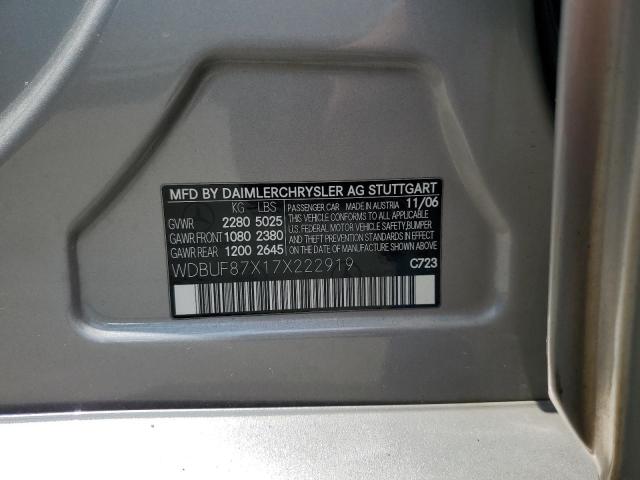 MFD BY DAIMLERCHRYSLER AG STUTTGART
KG - LBS
GVWR 2280 5025
GAWR FRONT 1080 2380
GAWR REAR 1200 2645
PASSENGER CAR MADE IN AUSTRIA 11/06
THIS VEHICLE CONFORMS TO ALL APPLICABLE
U.S. FEDERAL MOTOR VEHICLE SAFETY, BUMPER,
AND THEFT PREVENTION STANDARDS
IN EFFECT ON THE DATE OF
MANUFACTURE SHOWN ABOVE.
WDBUF87X17X222919
C723